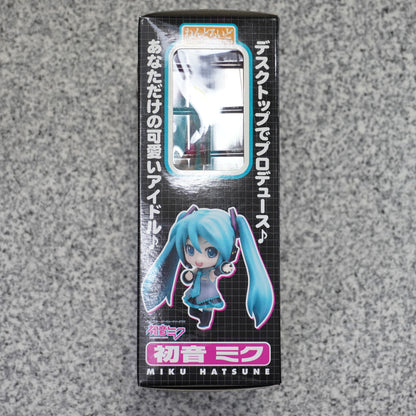 ねんどろいど
デスクトップでプロデュース♪
あなただけの可愛いアイドル♪
初音ミク
初音 ミク
MIKU HATSUNE